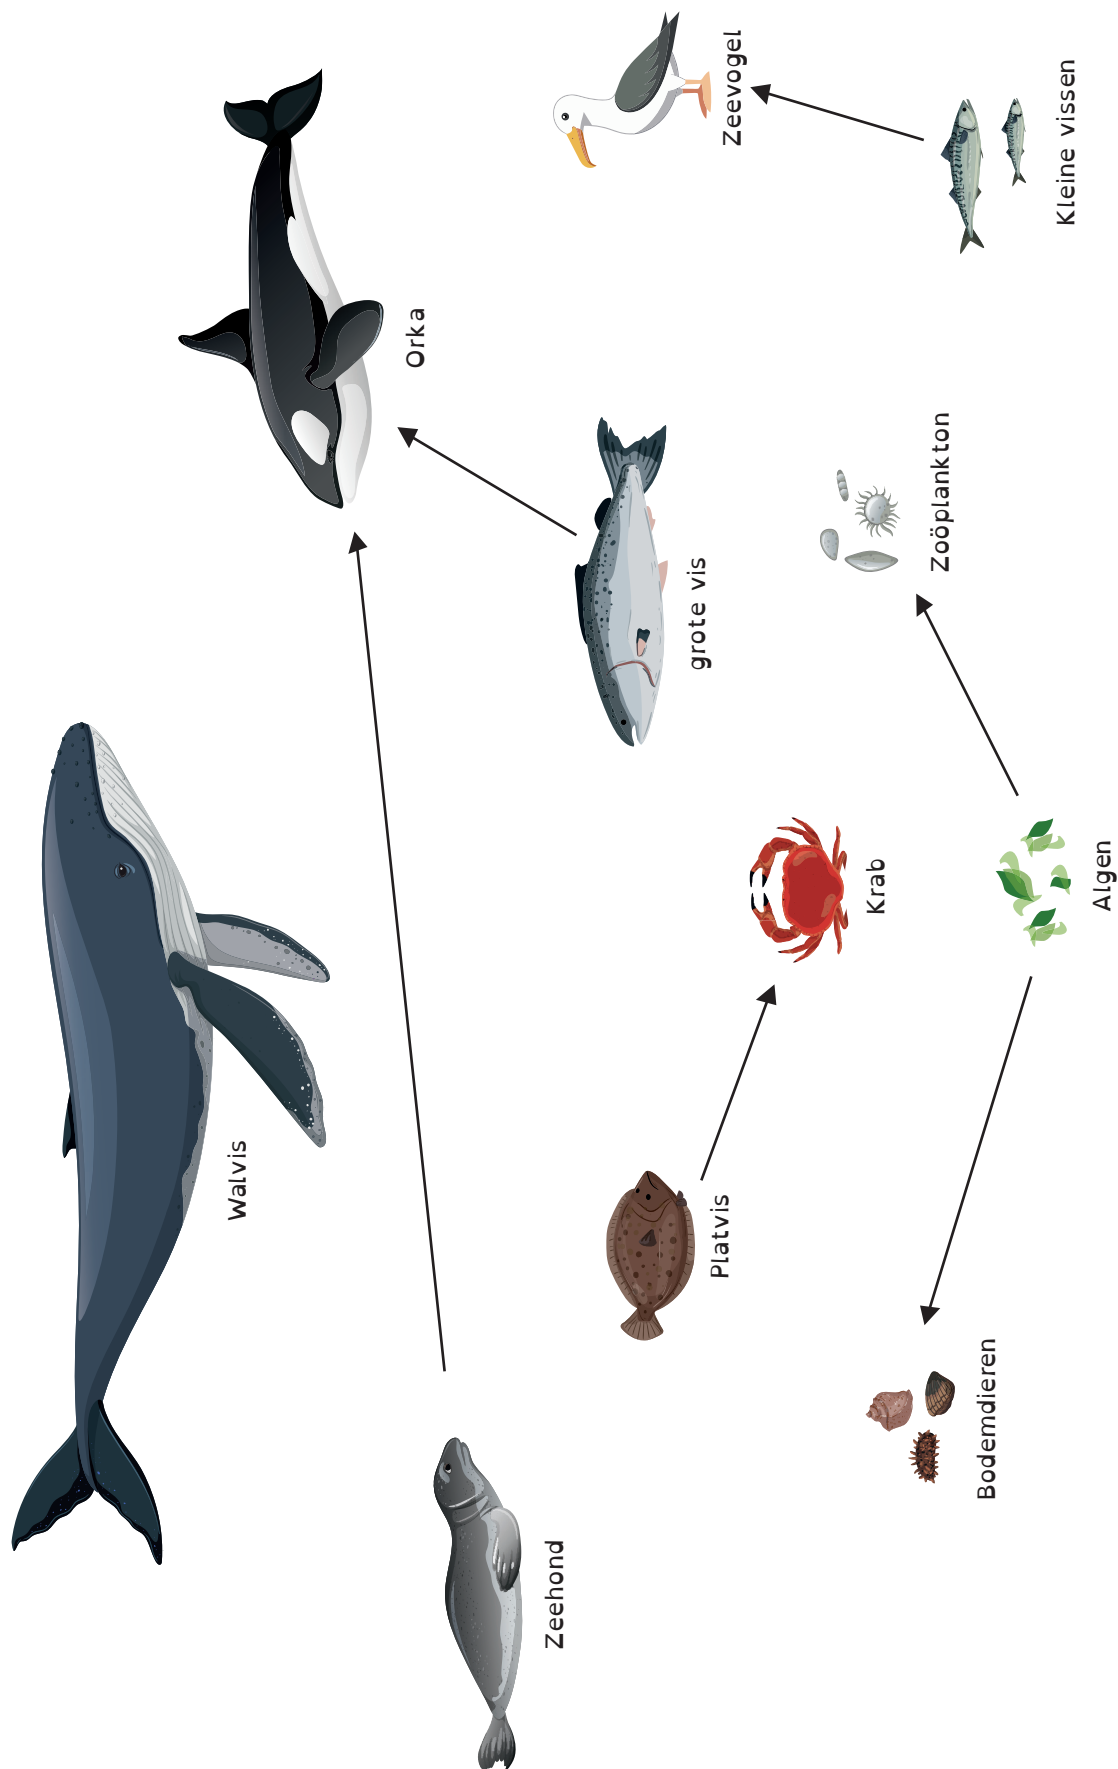 Walvis
Orka
Zeehond
grote vis
Zeevogel
Platvis
Krab
Zoöplankton
Bodemdieren
Kleine vissen
Algen